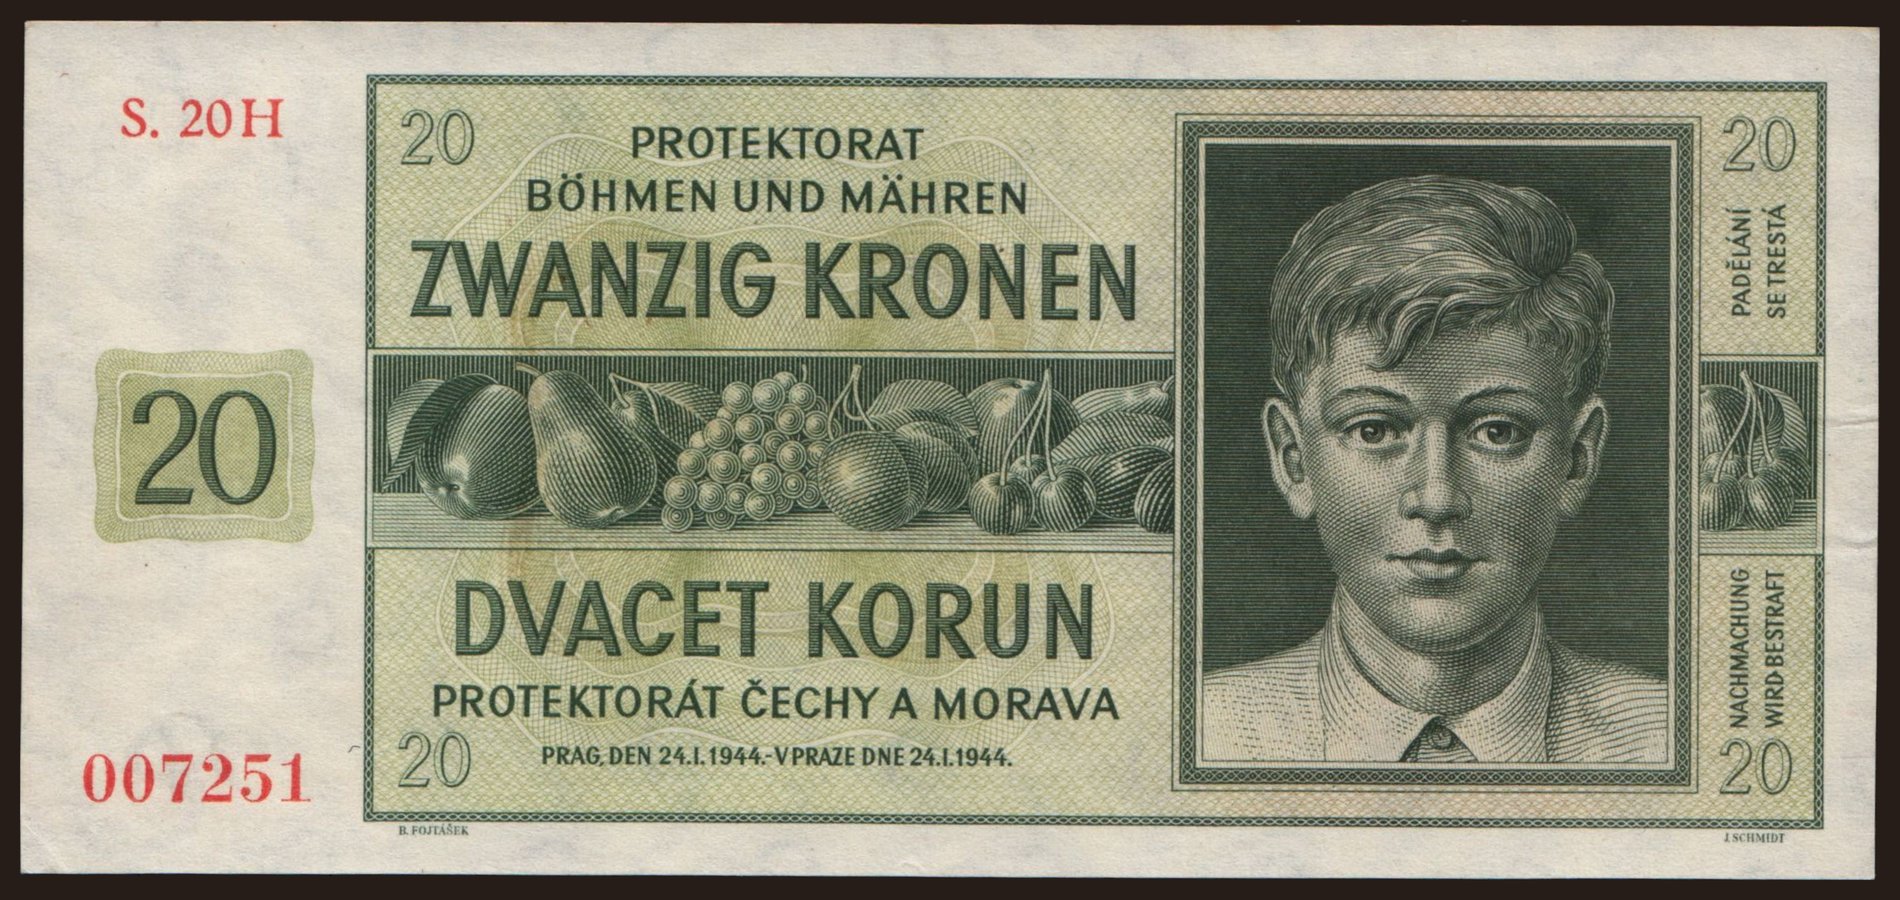 S. 20H
20
PROTEKTORAT
BÖHMEN UND MÄHREN
ZWANZIG KRONEN
20
DVACET KORUN
PROTEKTORÁT ČECHY A MORAVA
20
PRAG, DEN 24.I.1944.-V PRAZE DNE 24.I.1944.
007251
B. FOJTÁŠEK
20
PADĚLÁNÍ
SE TRESTÁ
NACHMACHUNG
WIRD BESTRAFT
20
J. SCHMIDT